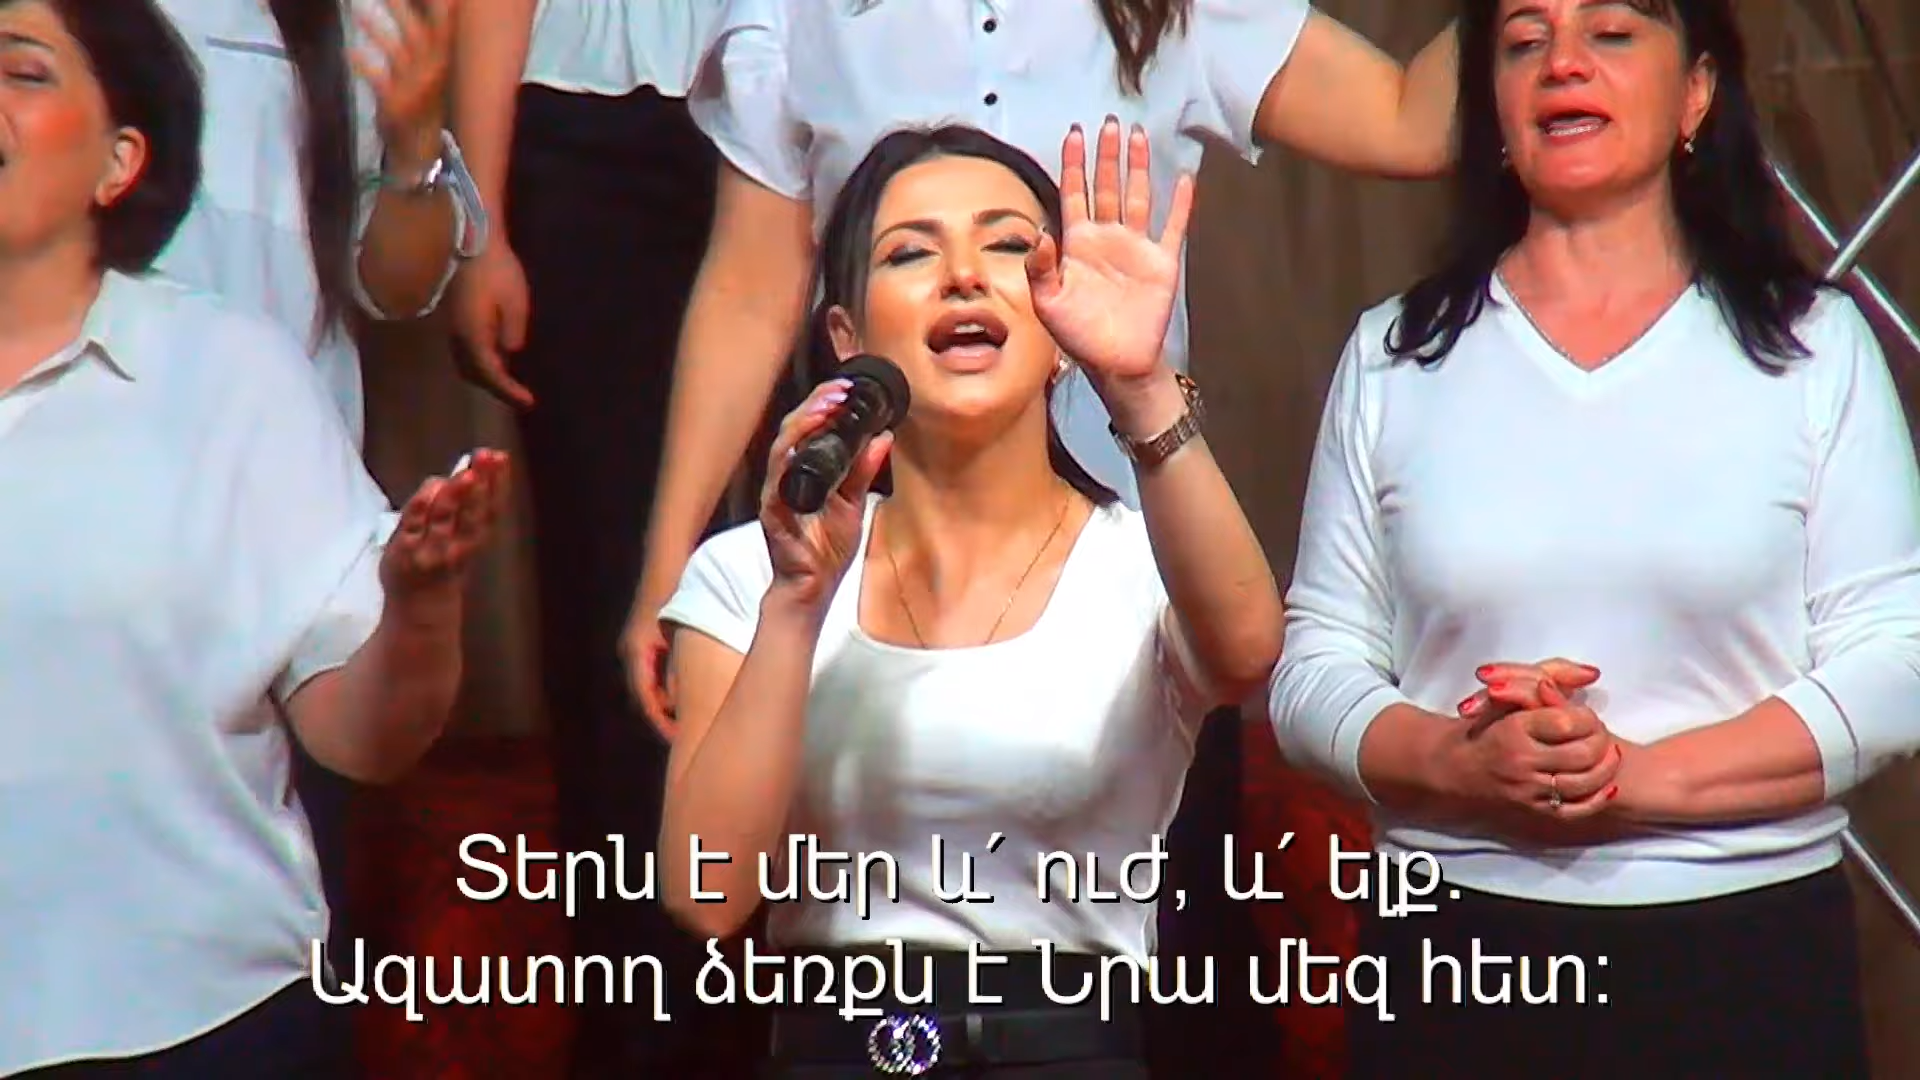 Տերն է մեր և՛ ուժ, և՛ ելք.
Ազատող ձեռքն է Նրա մեզ հետ: